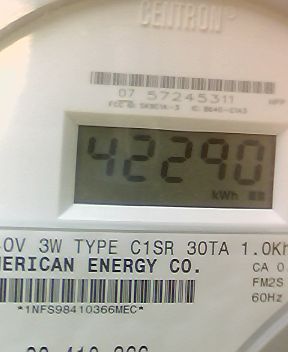 CENTRON®
07 57245311
42290
kWh
0V 3W TYPE C1SR 30TA 1.0Kh
MERICAN ENERGY CO.
CA 0.
FM2S
60Hz
*1NFS98410366MEC*